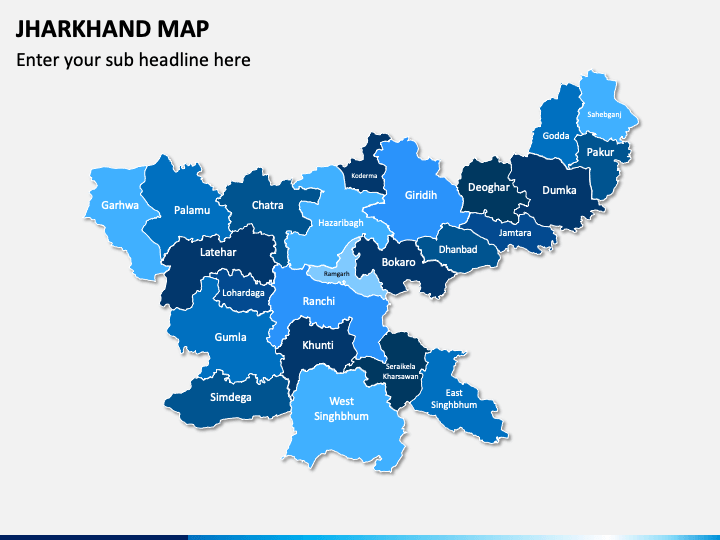 JHARKHAND MAP
Enter your sub headline here
Sahebganj
Godda
Pakur
Koderma
Deoghar
Dumka
Giridih
Garhwa
Palamu
Chatra
Hazaribagh
Jamtara
Dhanbad
Latehar
Bokaro
Ramgarh
Lohardaga
Ranchi
Gumla
Khunti
Seraikela
Kharsawan
Simdega
West
Singhbhum
East
Singhbhum